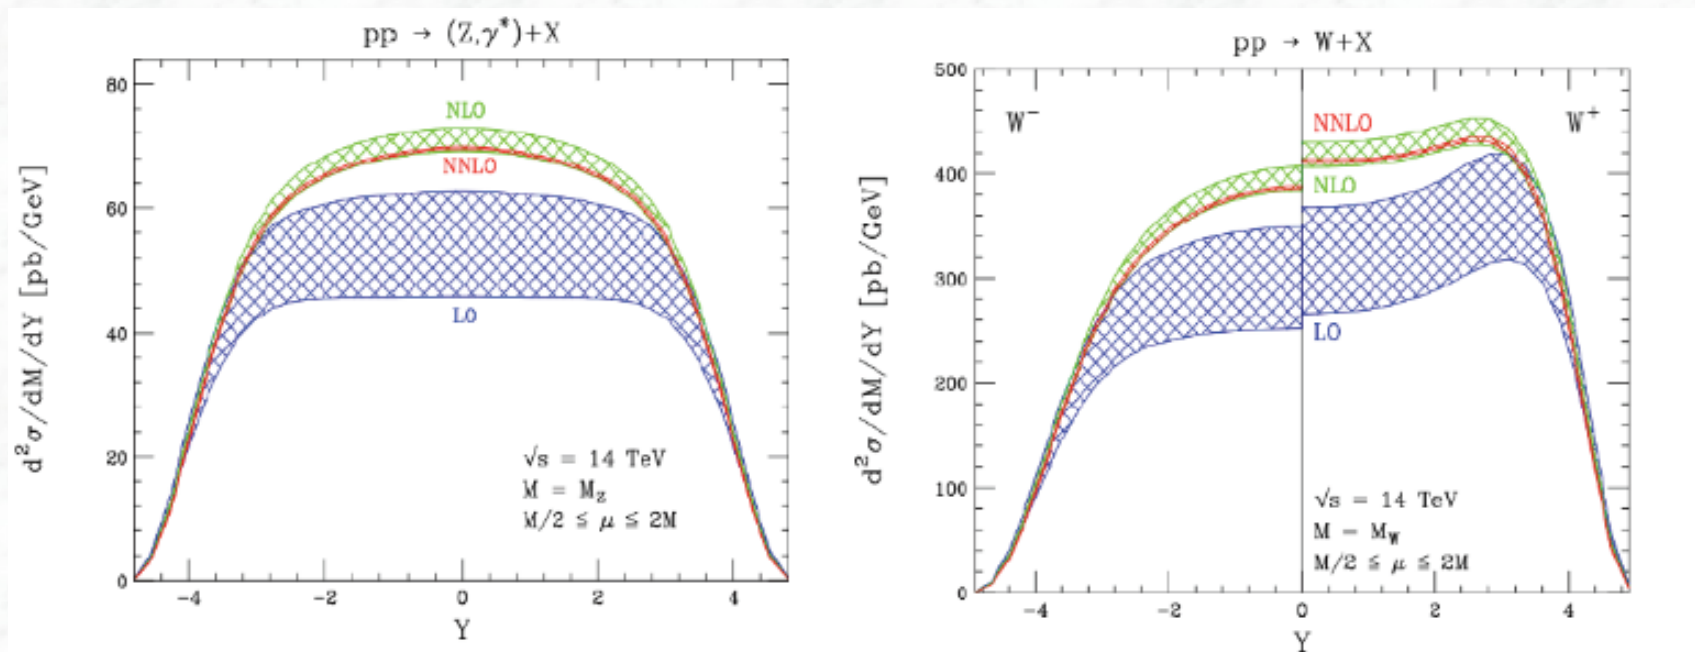 pp → (Z,γ*)+X
d²σ/dM/dY [pb/GeV]
80
60
40
20
0
NLO
NNLO
LO
√s = 14 TeV
M = M_Z
M/2 ≤ μ ≤ 2M
-4 -2 0 2 4
Y
pp → W+X
d²σ/dM/dY [pb/GeV]
500
400
300
200
100
0
W⁻
W⁺
NNLO
NLO
LO
√s = 14 TeV
M = M_W
M/2 ≤ μ ≤ 2M
-4 -2 0 2 4
Y